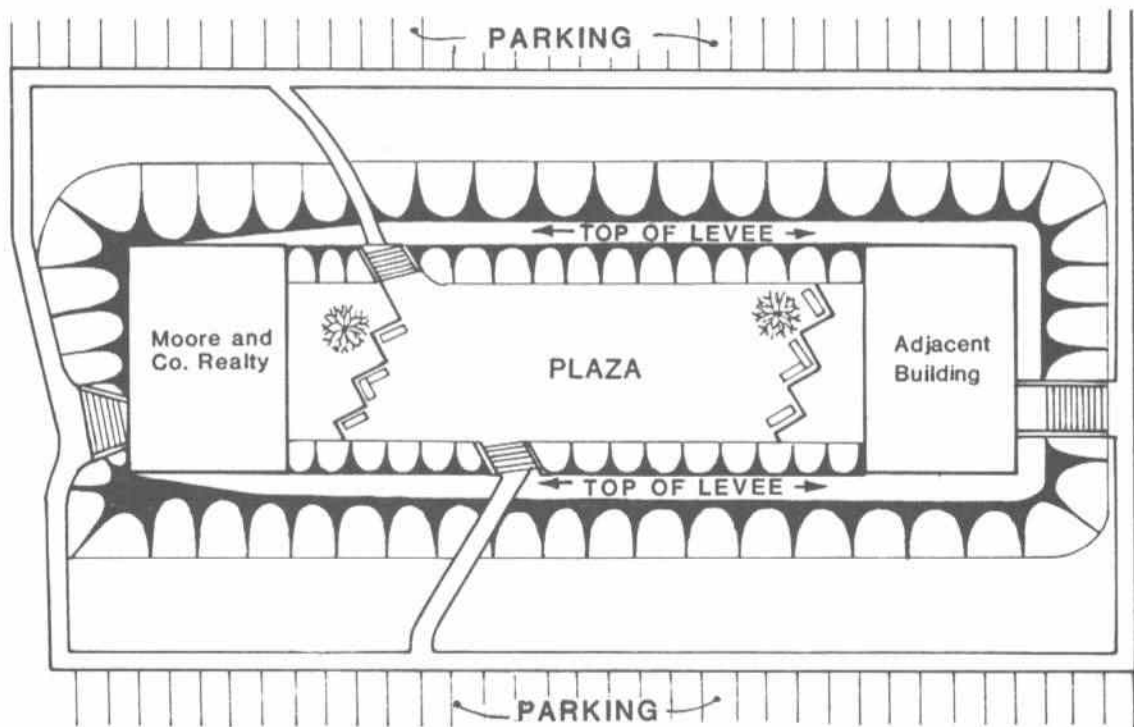 PARKING
TOP OF LEVEE
Moore and
Co. Realty
PLAZA
Adjacent
Building
TOP OF LEVEE
PARKING